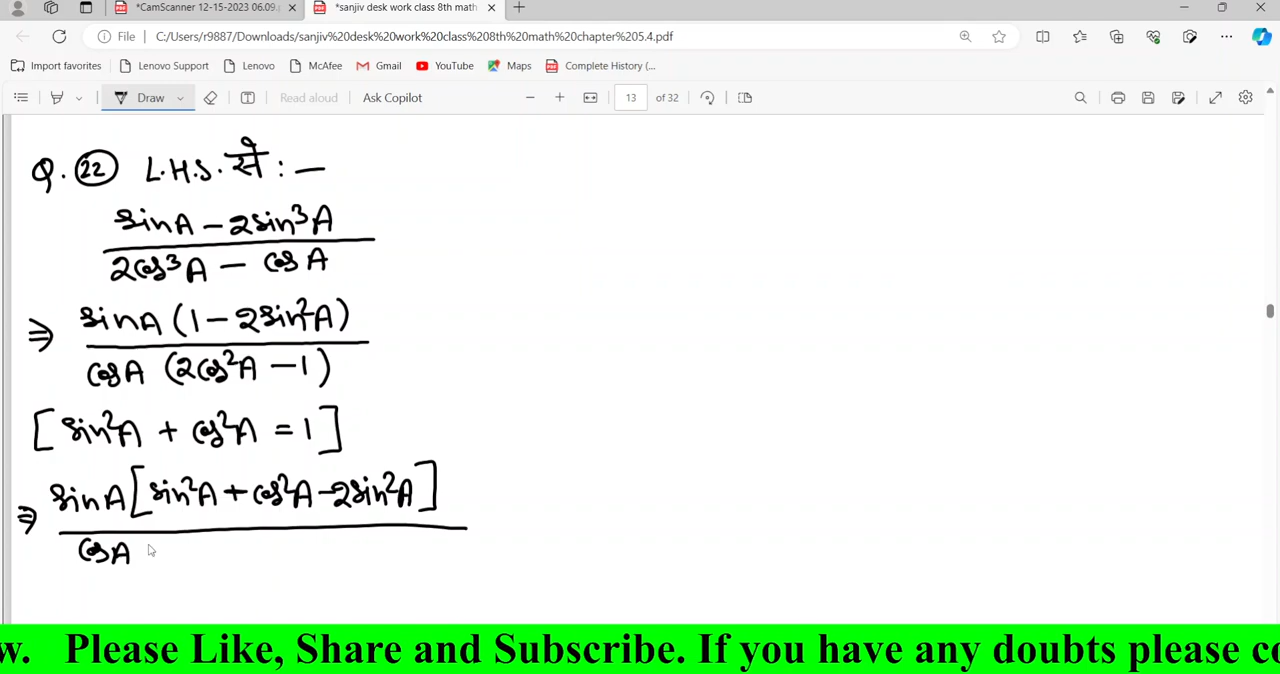 *CamScanner 12-15-2023 06.09.
*sanjiv desk work class 8th math
File C:/Users/r9887/Downloads/sanjiv%20desk%20work%20class%208th%20math%20chapter%205.4.pdf
Import favorites Lenovo Support Lenovo McAfee Gmail YouTube Maps Complete History (...
Draw Read aloud Ask Copilot 13 of 32
Q. 22 L.H.S. से : —
sinA − 2sin³A
2cos³A − cosA
⇒ sinA (1 − 2sin²A)
cosA (2cos²A − 1)
[sin²A + cos²A = 1]
⇒ sinA[sin²A + cos²A − 2sin²A]
cosA
w. Please Like, Share and Subscribe. If you have any doubts please co